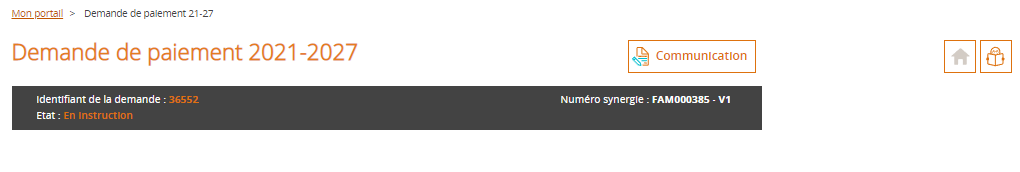 Mon portail > Demande de paiement 21-27
Demande de paiement 2021-2027
Communication
Identifiant de la demande : 36552
Numéro synergie : FAM000385 - V1
Etat : En instruction